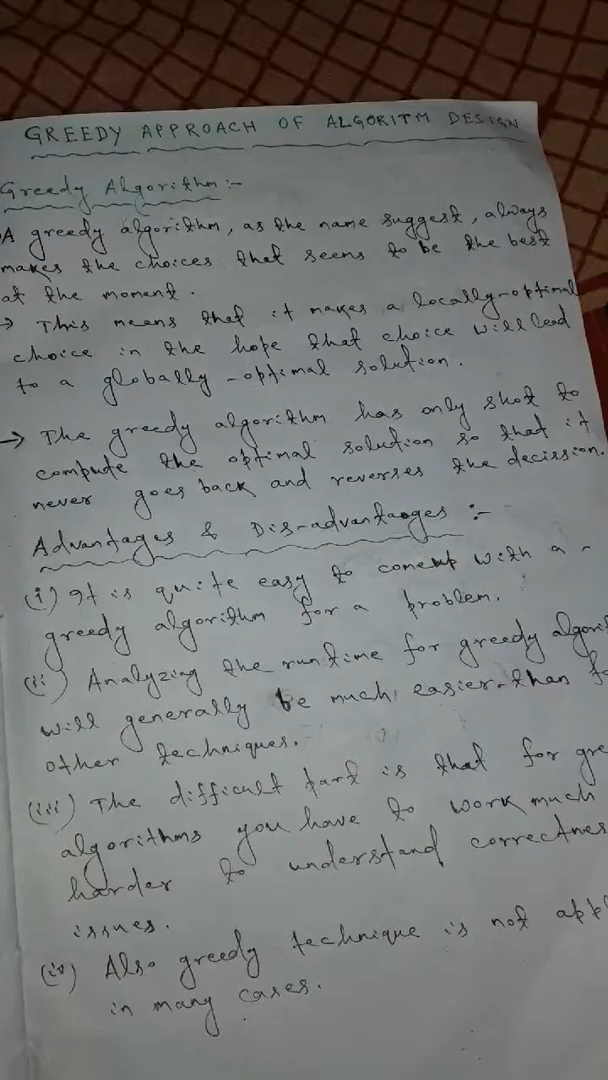 GREEDY APPROACH OF ALGORITM DESIGN
Greedy Algorithm :-
A greedy algorithm, as the name suggest, always
makes the choices that seens to be the best
at the moment.
→ This means that it makes a locally-optimal
choice in the hope that choice will lead
to a globally-optimal solution.
→ The greedy algorithm has only shot to
compute the optimal solution so that it
never goes back and reverses the decission.
Advantages & Dis-advantages :-
(i) It is quite easy to with a -
greedy algorithm for a problem.
(ii) Analyzing the run time for greedy
will generally be much easier than
other techniques.
(iii) The difficult part is that for
algorithms you have to work much
harder to understand
issues.
(iv) Also greedy technique is not
in many cases.